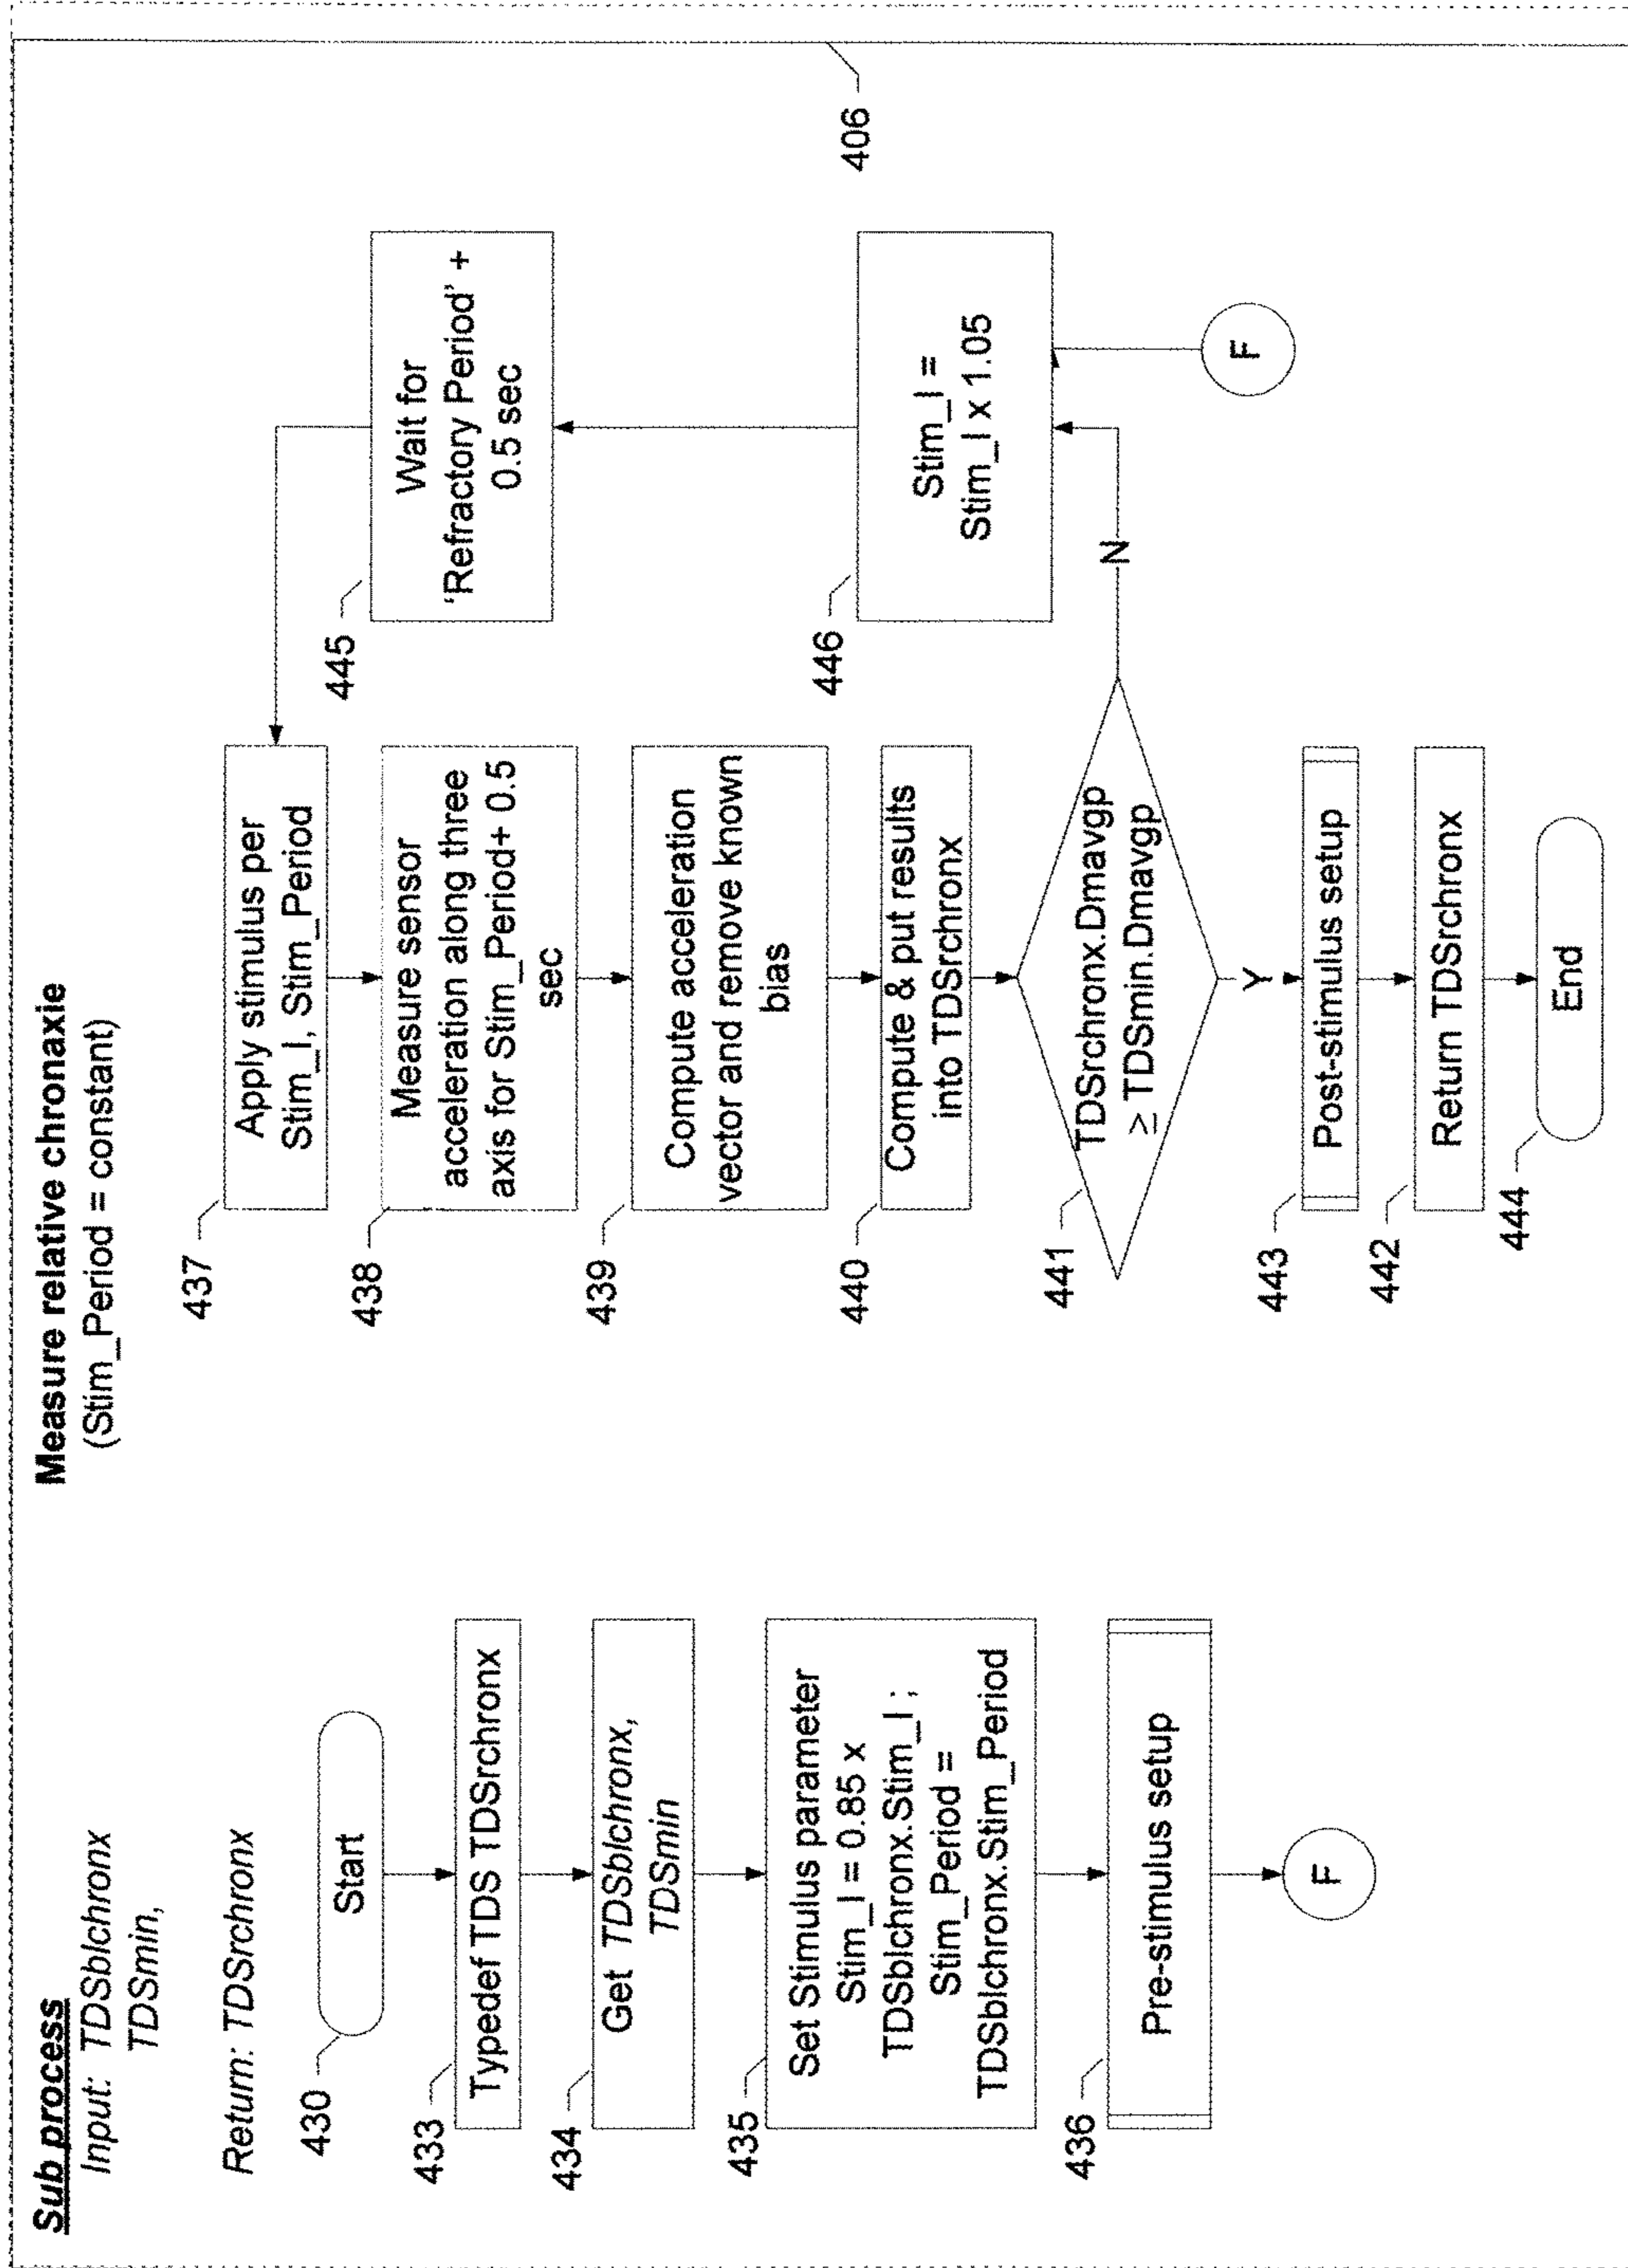 Sub process
Input: TDSblchronx
TDSmin,
Return: TDSrchronx
Measure relative chronaxie
(Stim_Period = constant)
430
Start
433
Typedef TDS TDSrchronx
434
Get TDSblchronx,
TDSmin
435
Set Stimulus parameter
Stim_I = 0.85 x
TDSblchronx.Stim_I ;
Stim_Period =
TDSblchronx.Stim_Period
436
Pre-stimulus setup
F
437
Apply stimulus per
Stim_I, Stim_Period
438
Measure sensor
acceleration along three
axis for Stim_Period+ 0.5
sec
439
Compute acceleration
vector and remove known
bias
440
Compute & put results
into TDSrchronx
441
TDSrchronx.Dmavgp
≥ TDSmin.Dmavgp
N
Y
443
Post-stimulus setup
442
Return TDSrchronx
444
End
445
Wait for
'Refractory Period' +
0.5 sec
446
Stim_I =
Stim_I x 1.05
F
406